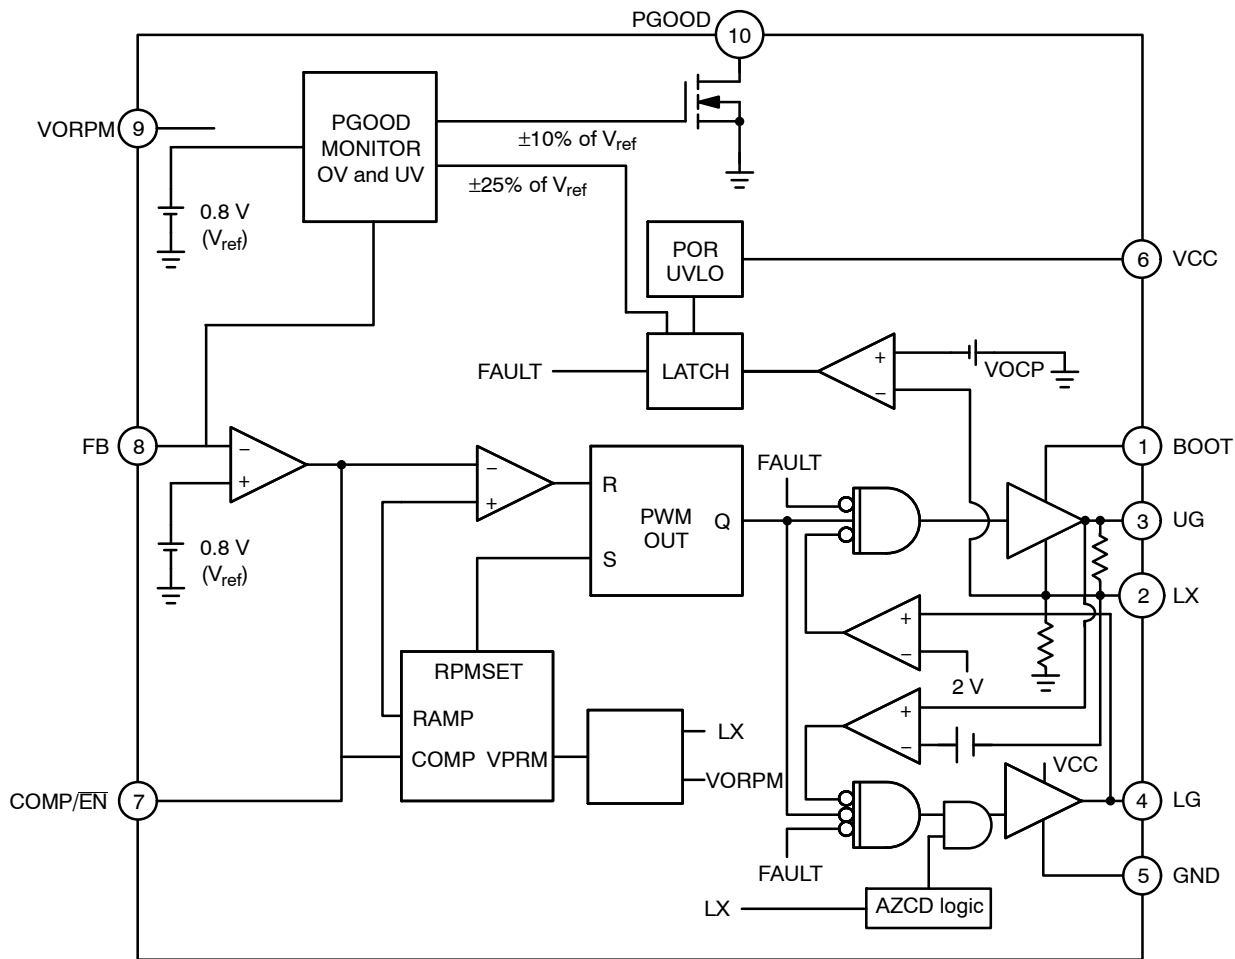 PGOOD
10
VORPM
9
PGOOD
MONITOR
OV and UV
±10% of Vref
±25% of Vref
0.8 V
(Vref)
POR
UVLO
6
VCC
FAULT
LATCH
+
−
VOCP
FB
8
−
+
0.8 V
(Vref)
−
+
R
S
PWM
OUT
Q
FAULT
1
BOOT
3
UG
2
LX
+
−
2 V
RPMSET
RAMP
COMP
VPRM
LX
VORPM
+
−
VCC
COMP/EN
7
4
LG
FAULT
5
GND
LX
AZCD logic